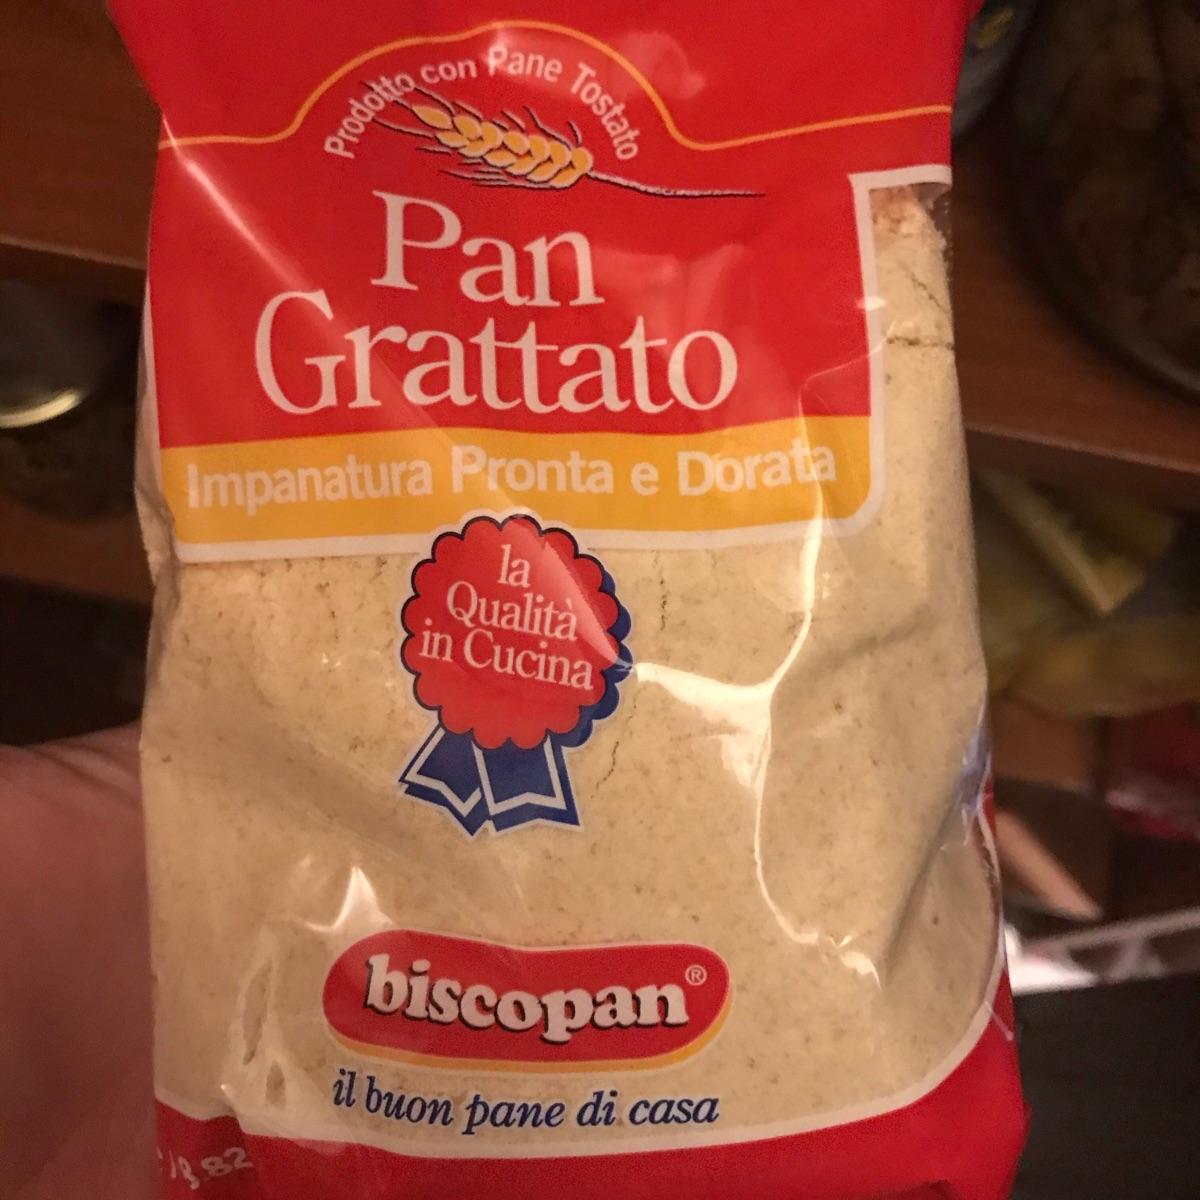 Prodotto con Pane Tostato
Pan
Grattato
Impanatura Pronta e Dorata
la
Qualità
in Cucina
biscopan®
il buon pane di casa